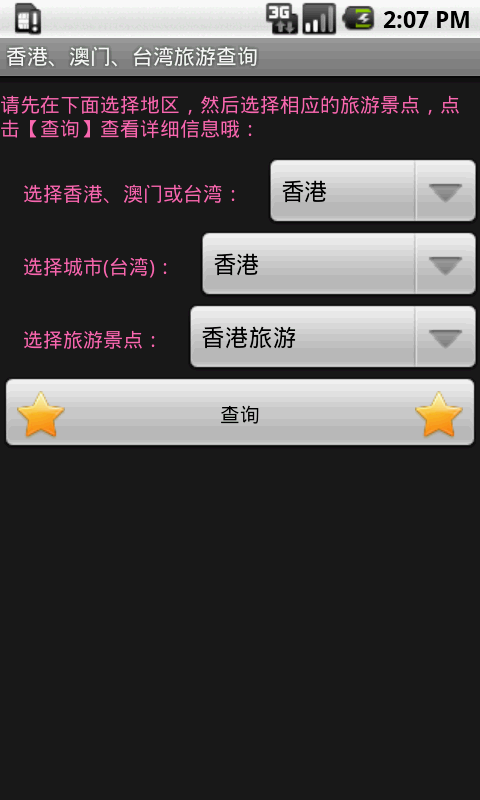 3G 2:07 PM
香港、澳门、台湾旅游查询
请先在下面选择地区，然后选择相应的旅游景点，点
击【查询】查看详细信息哦：
选择香港、澳门或台湾： 香港
选择城市(台湾)： 香港
选择旅游景点： 香港旅游
查询